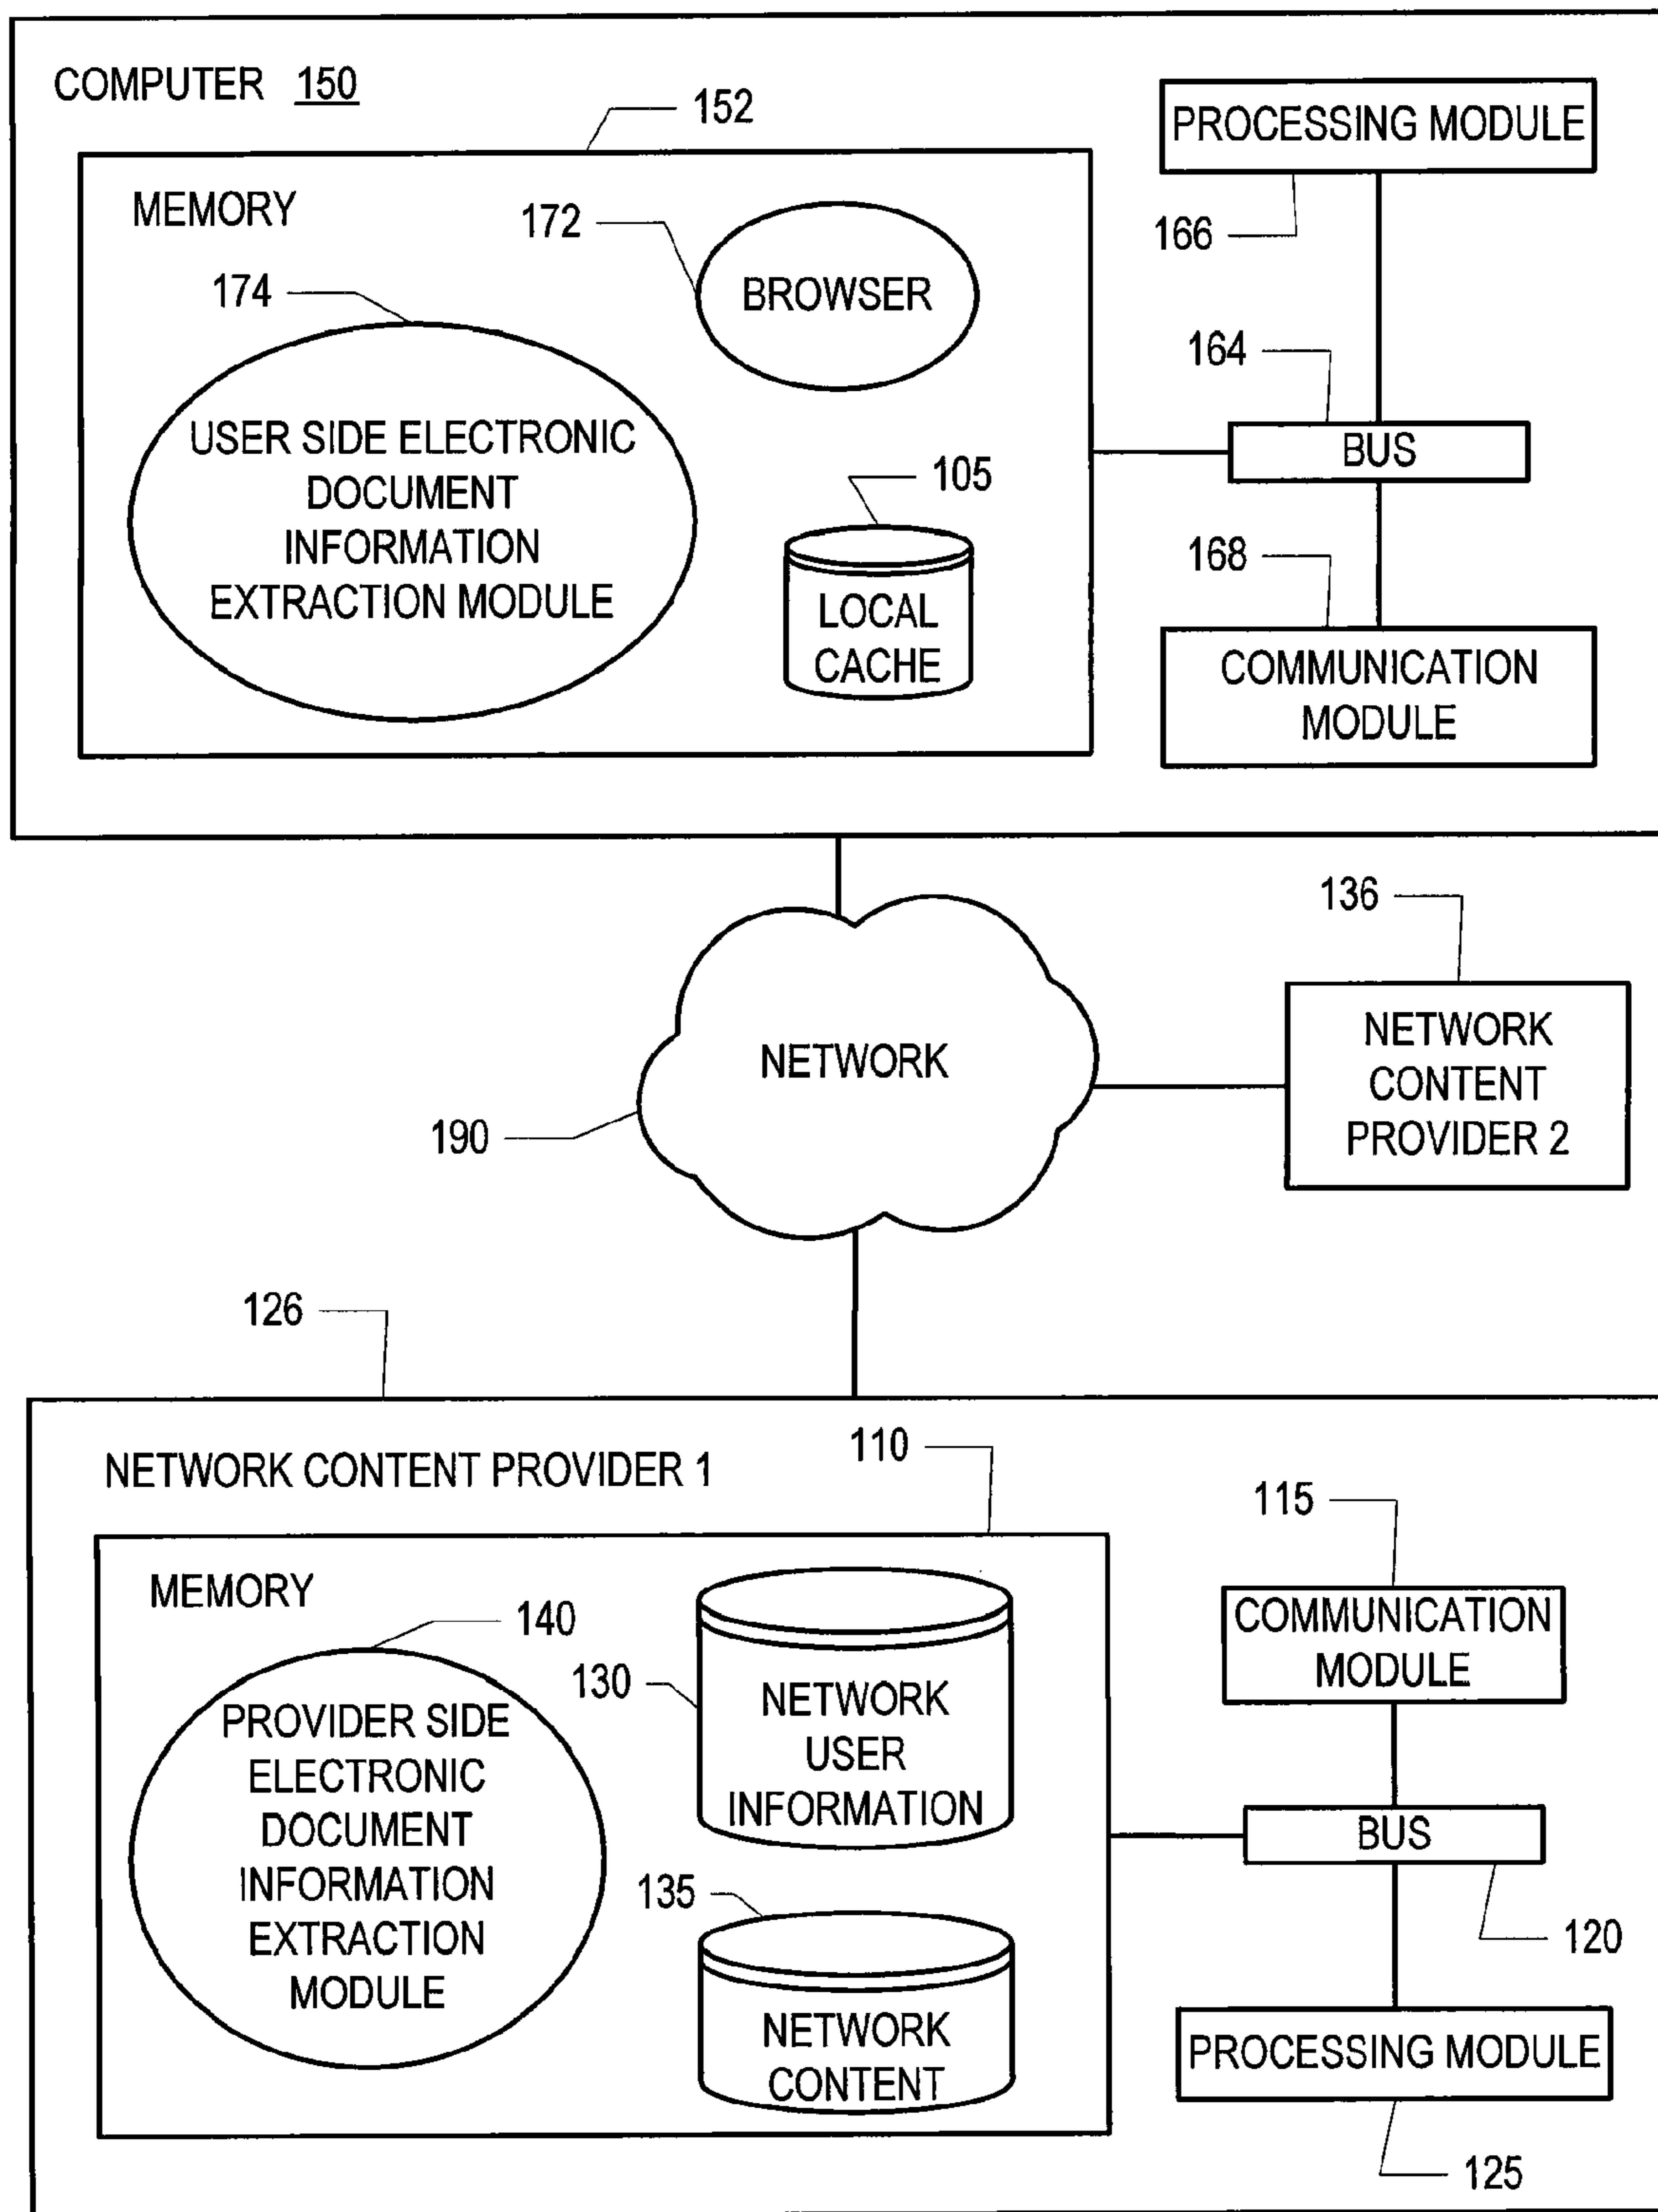 COMPUTER 150
152
PROCESSING MODULE
MEMORY
172
166
BROWSER
174
164
USER SIDE ELECTRONIC
DOCUMENT
INFORMATION
EXTRACTION MODULE
BUS
105
168
LOCAL
CACHE
COMMUNICATION
MODULE
136
NETWORK
190
NETWORK
CONTENT
PROVIDER 2
126
NETWORK CONTENT PROVIDER 1
110
115
MEMORY
140
COMMUNICATION
MODULE
130
PROVIDER SIDE
ELECTRONIC
DOCUMENT
INFORMATION
EXTRACTION
MODULE
NETWORK
USER
INFORMATION
BUS
135
120
NETWORK
CONTENT
PROCESSING MODULE
125